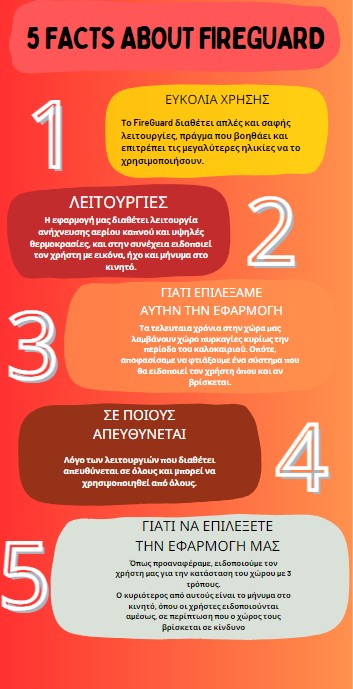 5 FACTS ABOUT FIREGUARD
1
ΕΥΚΟΛΙΑ ΧΡΗΣΗΣ
Το FireGuard διαθέτει απλές και σαφής
λειτουργίες, πράγμα που βοηθάει και
επιτρέπει τις μεγαλύτερες ηλικίες να το
χρησιμοποιήσουν.
2
ΛΕΙΤΟΥΡΓΙΕΣ
Η εφαρμογή μας διαθέτει λειτουργία
ανήχνευσης αερίου καπνού και υψηλές
θερμοκρασίες, και στην συνέχεια ειδοποιεί
τον χρήστη με εικόνα, ήχο και μήνυμα στο
κινητό.
3
ΓΙΑΤΙ ΕΠΙΛΕΞΑΜΕ
ΑΥΤΗΝ ΤΗΝ ΕΦΑΡΜΟΓΗ
Τα τελευταια χρόνια στην χώρα μας
λαμβάνουν χώρο πυρκαγίες κυρίως την
περίοδο του καλοκαιριού. Οπότε,
αποφασίσαμε να φτιάξουμε ένα σύστημα που
θα ειδοποιεί τον χρήστη όπου και αν
βρίσκεται.
4
ΣΕ ΠΟΙΟΥΣ
ΑΠΕΥΘΥΝΕΤΑΙ
Λόγο των λειτουργιών που διαθέτει
απευθύνεται σε όλους και μπορεί να
χρησιμοποιηθεί από όλους.
5
ΓΙΑΤΙ ΝΑ ΕΠΙΛΕΞΕΤΕ
ΤΗΝ ΕΦΑΡΜΟΓΗ ΜΑΣ
Όπως προαναφέραμε, ειδοποιούμε τον
χρήστη μας για την κατάσταση του χώρου με 3
τρόπους.
Ο κυριότερος από αυτούς είναι το μήνυμα στο
κινητό, όπου οι χρήστες ειδοποιούνται
αμέσως, σε περίπτωση που ο χώρος τους
βρίσκεται σε κίνδυνο